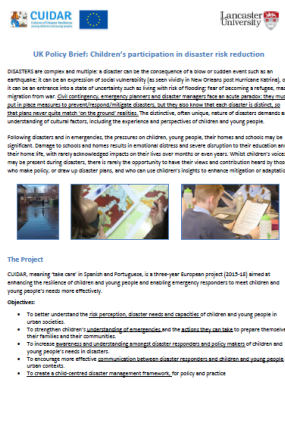 CUIDAR
Cultures of Disaster Resilience
among children and young people
Lancaster
University
UK Policy Brief: Children's participation in disaster risk reduction
DISASTERS are complex and multiple: a disaster can be the consequence of a blow or sudden event such as an
earthquake; it can be an expression of social vulnerability (as seen vividly in New Orleans post Hurricane Katrina), o
it can be an entrance into a state of uncertainty such as living with risk of flooding; fear of becoming a refugee, mas
migration from war. Civil contingency, emergency planners and disaster managers face an acute paradox: they mus
put in place measures to prevent/respond/mitigate disasters, but they also know that each disaster is distinct, so
that plans never quite match 'on the ground' realities. The distinctive, often unique, nature of disasters demands a
understanding of cultural factors, including the experience and perspectives of children and young people.
Following disasters and in emergencies, the pressures on children, young people, their homes and schools may be
significant. Damage to schools and homes results in emotional distress and severe disruption to their education an
their home life, with rarely acknowledged impacts on their lives over months or even years. Whilst children's voice
may be present during disasters, there is rarely the opportunity to have their views and contribution heard by thos
who make policy, or draw up disaster plans, and who can use children's insights to enhance mitigation or adaptatio
The Project
CUIDAR, meaning 'take care' in Spanish and Portuguese, is a three-year European project (2015-18) aimed at
enhancing the resilience of children and young people and enabling emergency responders to meet children and
young people's needs more effectively.
Objectives:
• To better understand the risk perception, disaster needs and capacities of children and young people in
urban societies.
• To strengthen children's understanding of emergencies and the actions they can take to prepare themselve
their families and their communities.
• To increase awareness and understanding amongst disaster responders and policy makers of children and
young people's needs in disasters.
• To encourage more effective communication between disaster responders and children and young people
urban contexts.
• To create a child-centred disaster management framework, for policy and practice